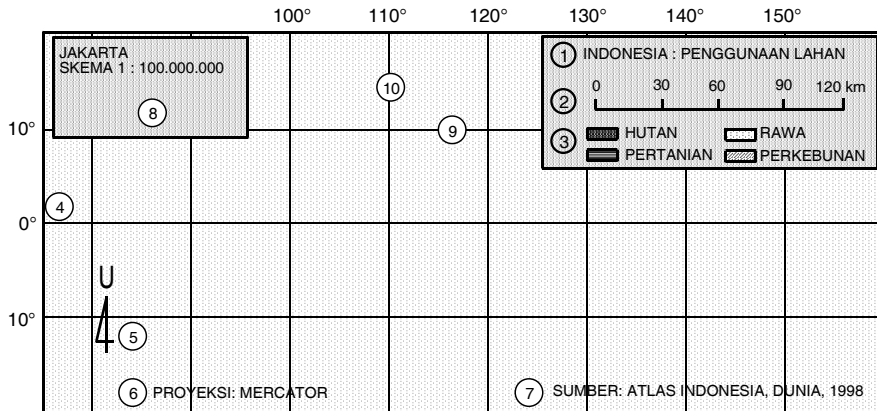 100° 110° 120° 130° 140° 150°
JAKARTA
SKEMA 1 : 100.000.000
8
10
9
1 INDONESIA : PENGGUNAAN LAHAN
0 30 60 90 120 km
2
3 HUTAN RAWA
PERTANIAN PERKEBUNAN
10°
4
0°
U
10°
5
6 PROYEKSI: MERCATOR
7 SUMBER: ATLAS INDONESIA, DUNIA, 1998